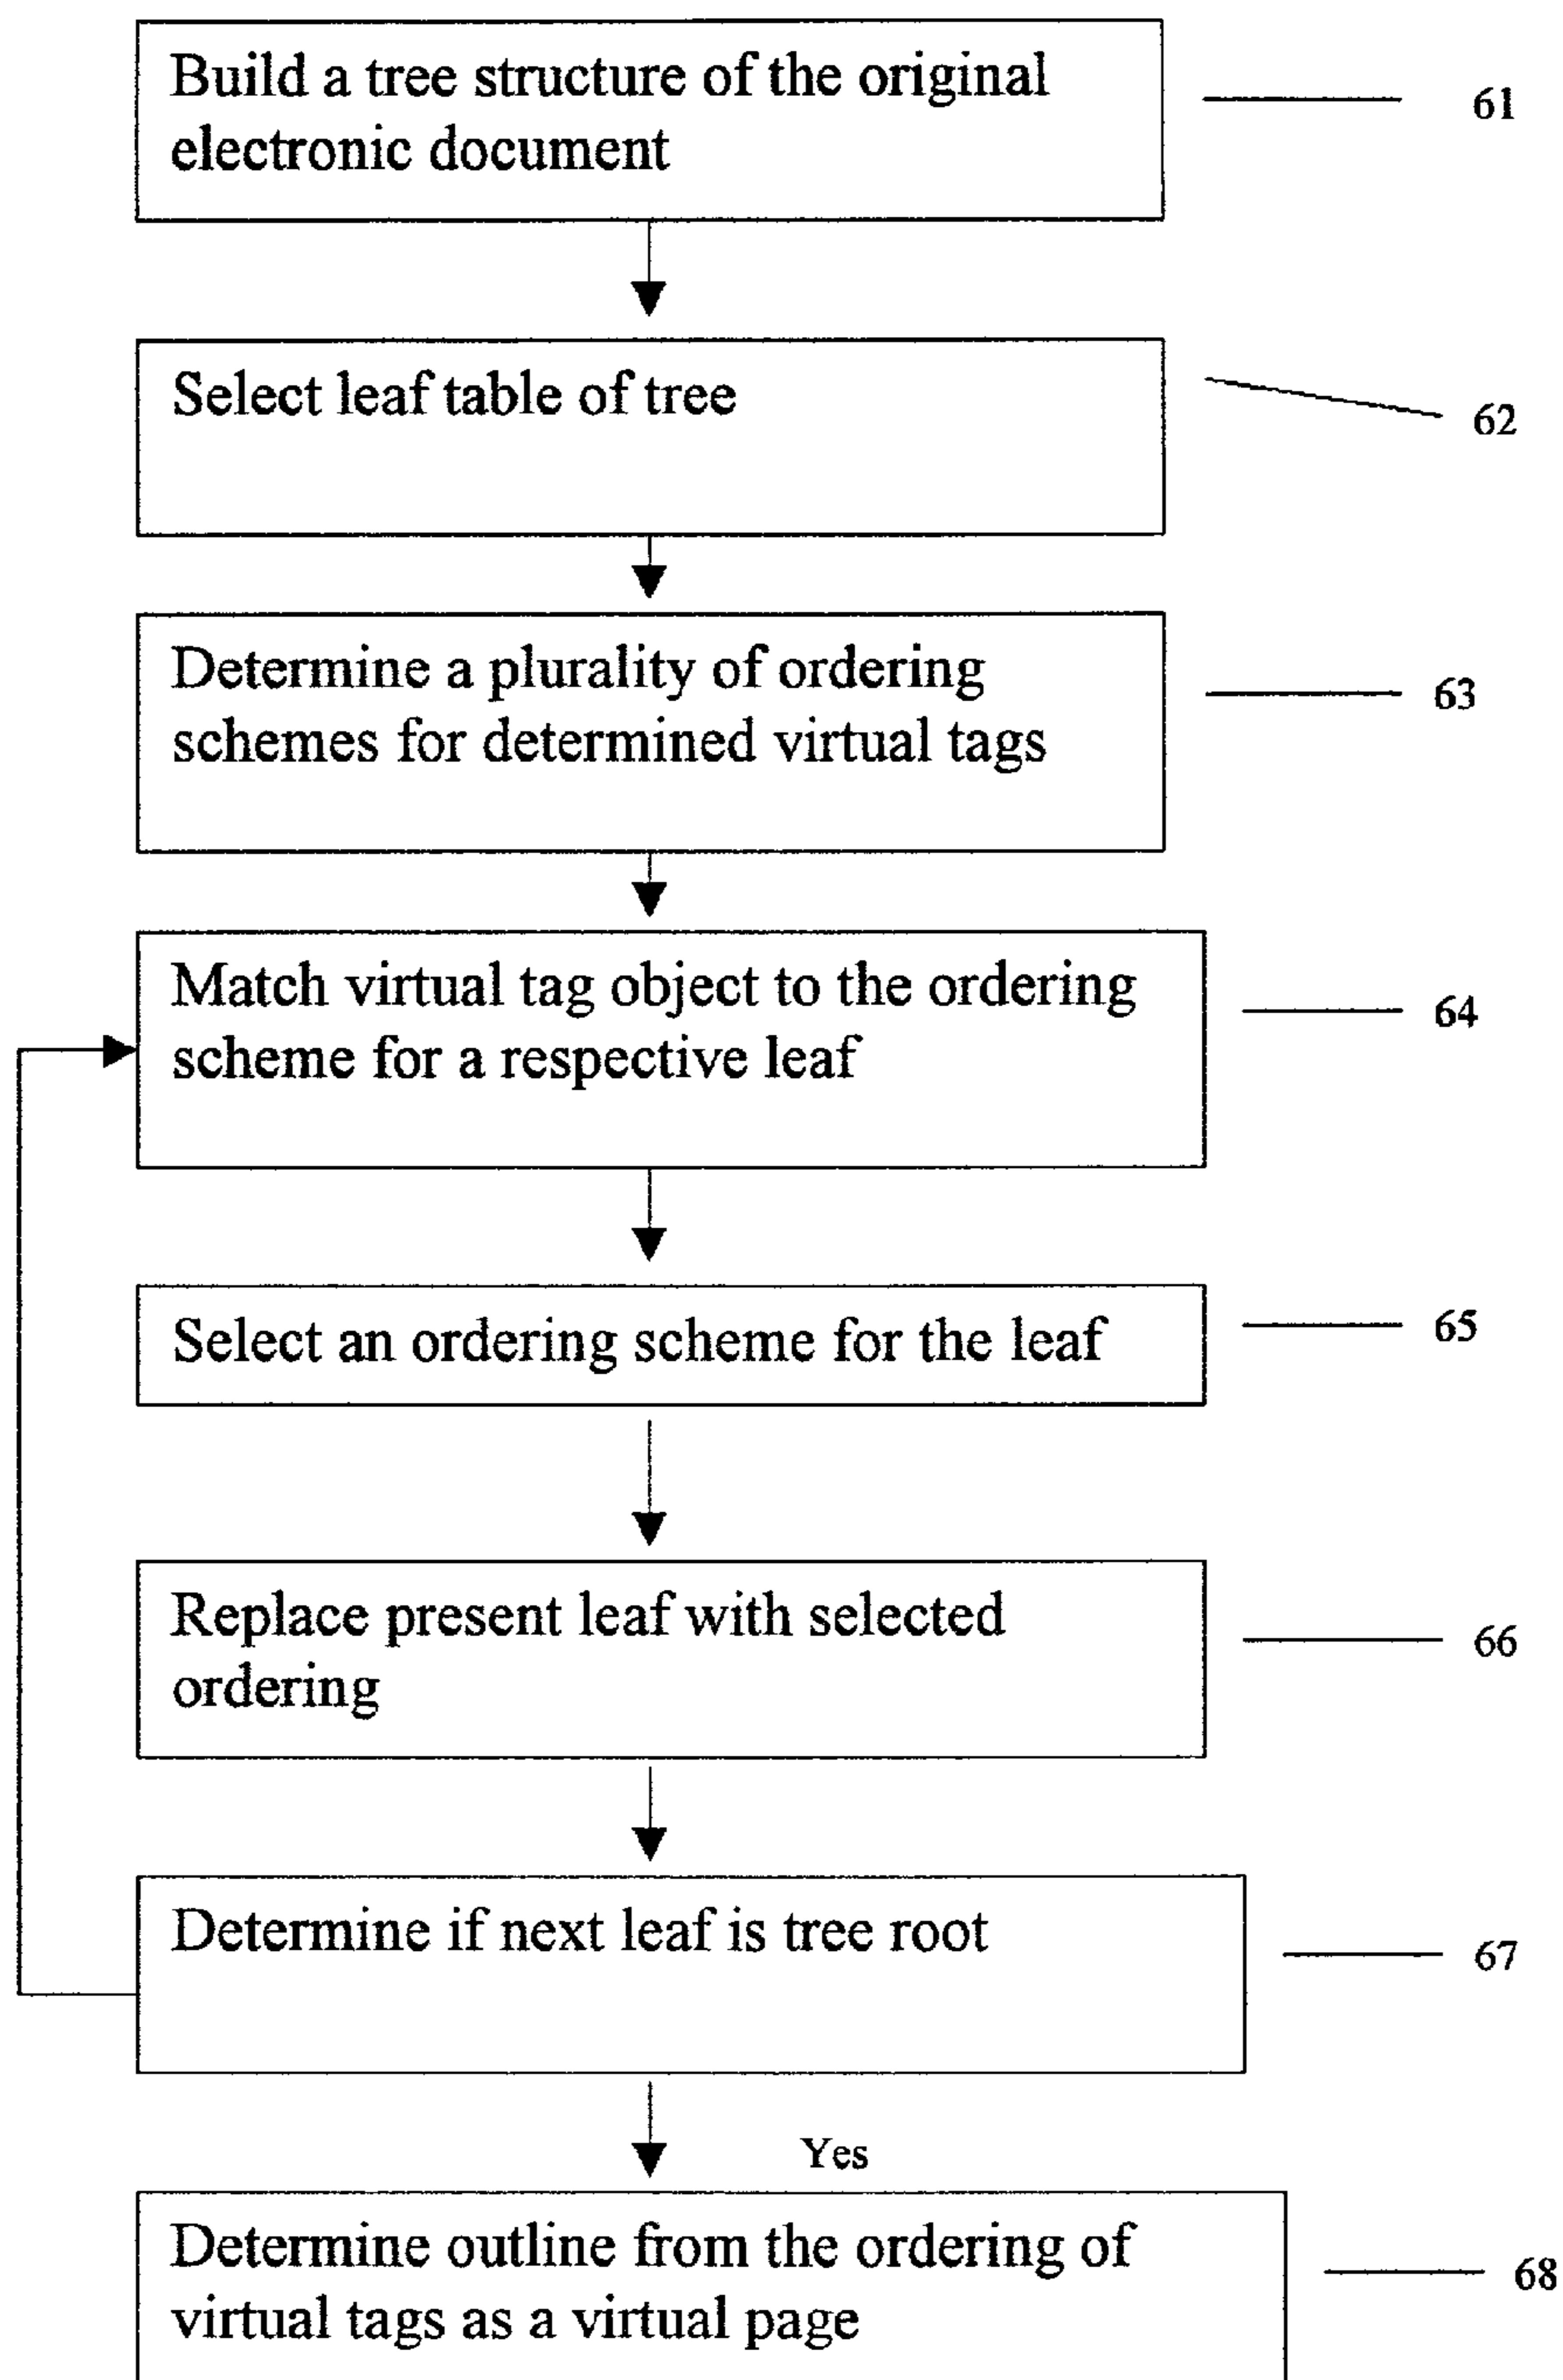 Build a tree structure of the original
electronic document
61
Select leaf table of tree
62
Determine a plurality of ordering
schemes for determined virtual tags
63
Match virtual tag object to the ordering
scheme for a respective leaf
64
Select an ordering scheme for the leaf
65
Replace present leaf with selected
ordering
66
Determine if next leaf is tree root
67
Yes
Determine outline from the ordering of
virtual tags as a virtual page
68